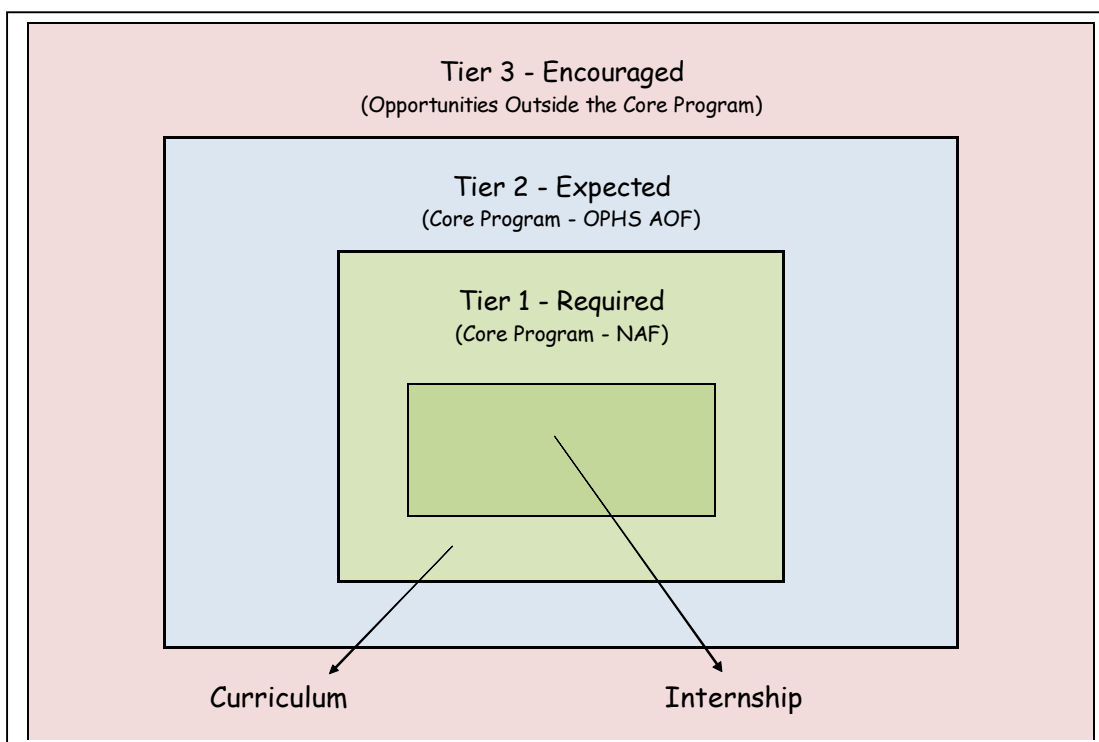 Tier 3 - Encouraged
(Opportunities Outside the Core Program)
Tier 2 - Expected
(Core Program - OPHS AOF)
Tier 1 - Required
(Core Program - NAF)
Curriculum
Internship